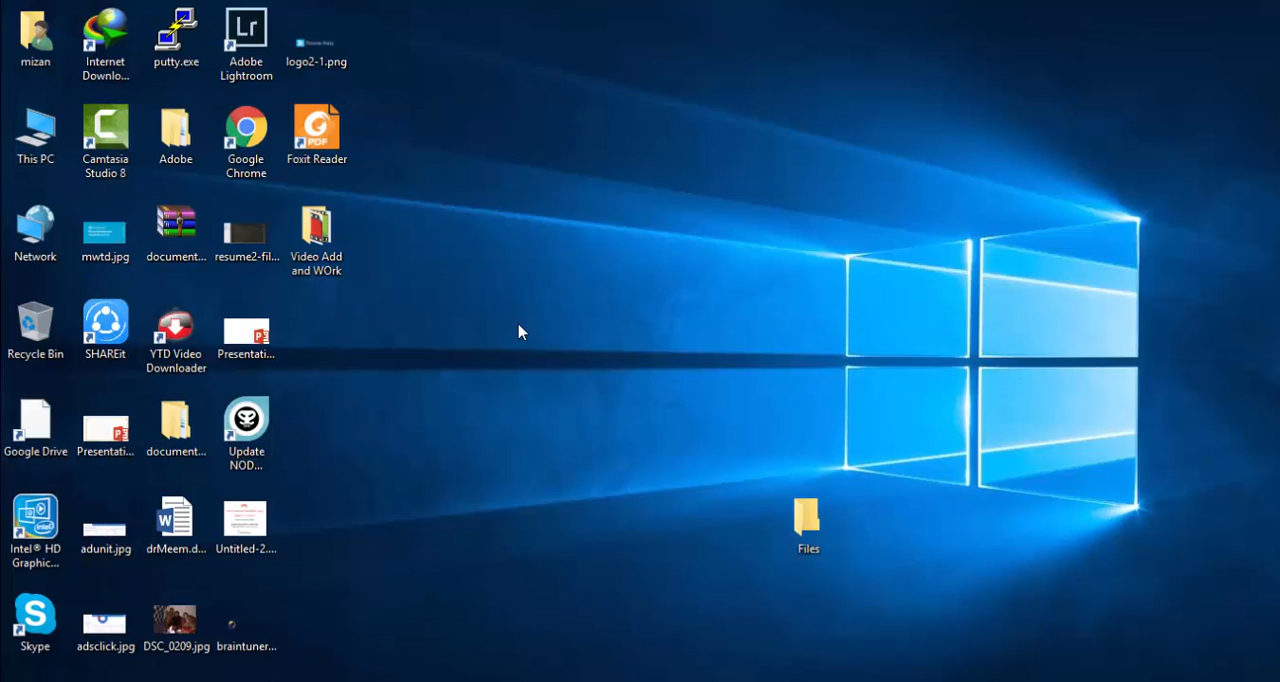 mizan
Internet
Downlo...
putty.exe
Lr
Adobe
Lightroom
logo2-1.png
This PC
C
Camtasia
Studio 8
Adobe
Google
Chrome
PDF
Foxit Reader
Network
mwtd.jpg
document...
resume2-fil...
Video Add
and WOrk
Recycle Bin
SHAREit
YTD Video
Downloader
P
Presentati...
Google Drive
P
Presentati...
document...
Update
NOD...
intel
Intel® HD
Graphic...
adunit.jpg
W
drMeem.d...
Untitled-2....
Files
S
Skype
adsclick.jpg
DSC_0209.jpg
braintuner...